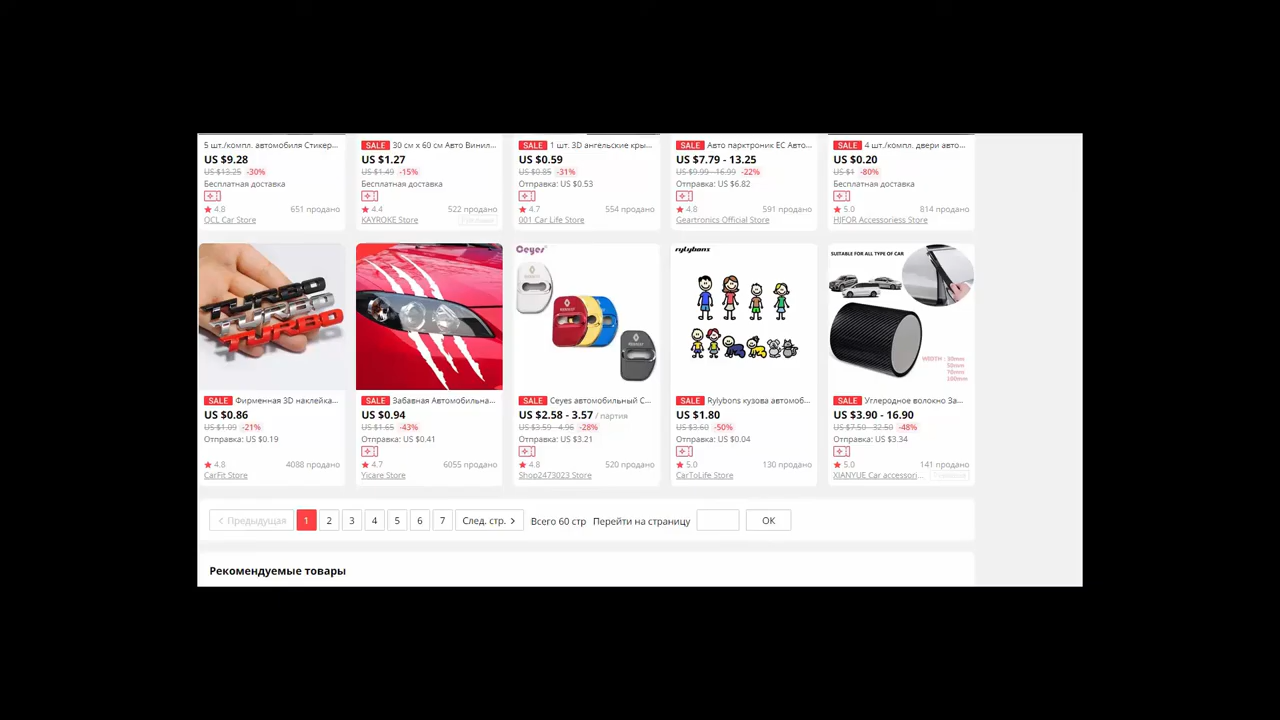 5 шт./компл. автомобиля Стикер...
US $9.28
US $13.25 -30%
Бесплатная доставка
4.8 651 продано
QCL Car Store
SALE 30 см x 60 см Авто Винил...
US $1.27
US $1.49 -15%
Бесплатная доставка
4.4 522 продано
KAYROKE Store
SALE 1 шт. 3D ангельские кры...
US $0.59
US $0.85 -31%
Отправка: US $0.53
4.7 554 продано
001 Car Life Store
SALE Авто парктроник ЕС Авто...
US $7.79 - 13.25
US $9.99 - 16.99 -22%
Отправка: US $6.82
4.8 591 продано
Geartronics Official Store
SALE 4 шт./компл. двери авто...
US $0.20
US $1 -80%
Бесплатная доставка
5.0 814 продано
HIFOR Accessoriess Store
TURBO
TURBO
TURBO
SALE Фирменная 3D наклейка...
US $0.86
US $1.09 -21%
Отправка: US $0.19
4.8 4088 продано
CarFit Store
SALE Забавная Автомобильна...
US $0.94
US $1.65 -43%
Отправка: US $0.41
4.7 6055 продано
Yicare Store
Ceyes
SALE Ceyes автомобильный С...
US $2.58 - 3.57 / партия
US $3.59 - 4.96 -28%
Отправка: US $3.21
4.8 520 продано
Shop2473023 Store
rylybons
SALE Rylybons кузова автомоб...
US $1.80
US $3.60 -50%
Отправка: US $0.04
5.0 130 продано
CarToLife Store
SUITABLE FOR ALL TYPE OF CAR
WIDTH : 30mm
50mm
70mm
100mm
SALE Углеродное волокно За...
US $3.90 - 16.90
US $7.50 - 32.50 -48%
Отправка: US $3.34
5.0 141 продано
XIANYUE Car accessori...
Предыдущая 1 2 3 4 5 6 7 След. стр. Всего 60 стр Перейти на страницу OK
Рекомендуемые товары